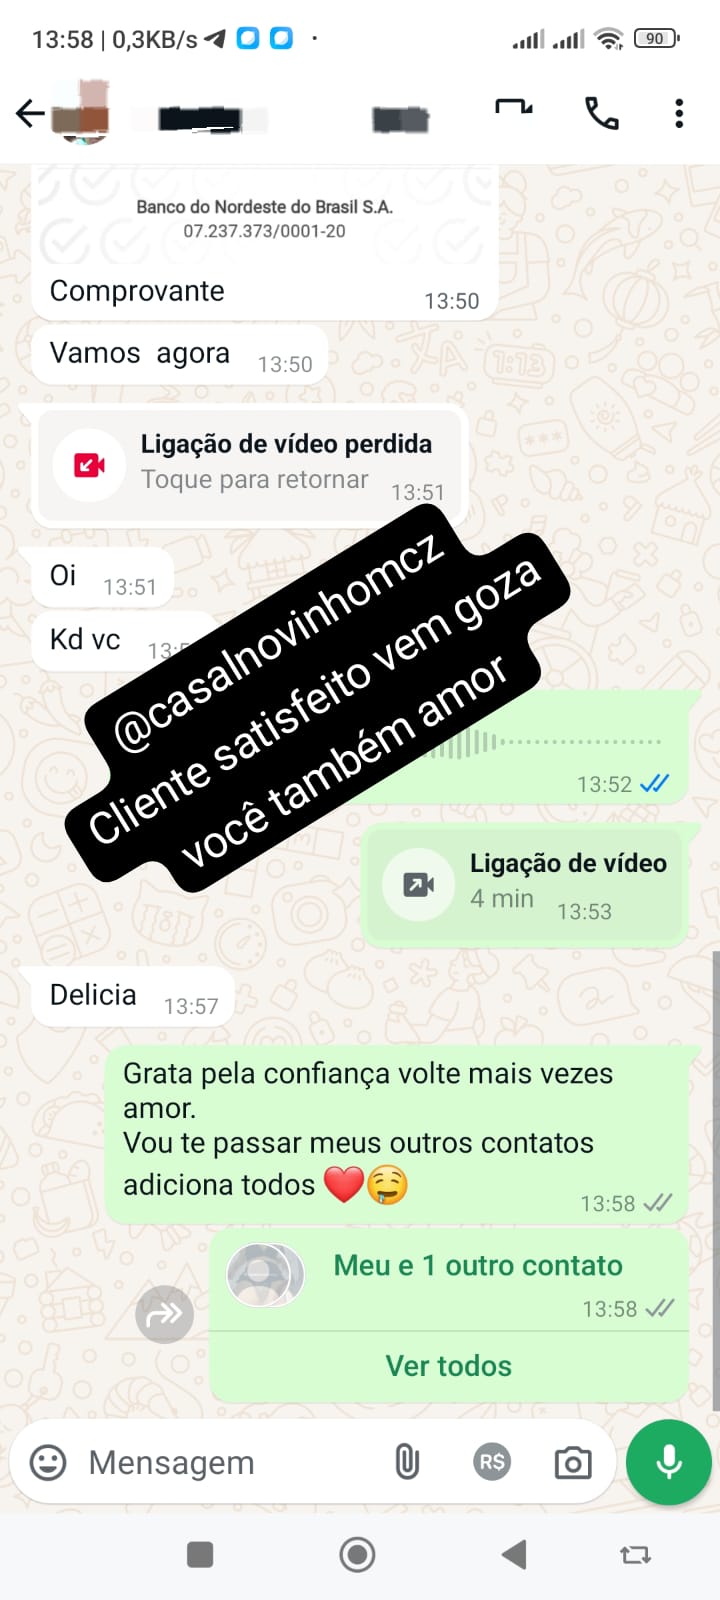 13:58 | 0,3KB/s
90
Banco do Nordeste do Brasil S.A.
07.237.373/0001-20
Comprovante
13:50
Vamos agora 13:50
Ligação de vídeo perdida
Toque para retornar 13:51
Oi 13:51
Kd vc
@casalnovinhomcz
Cliente satisfeito vem goza
você também amor
13:52
Ligação de vídeo
4 min 13:53
Delicia 13:57
Grata pela confiança volte mais vezes
amor.
Vou te passar meus outros contatos
adiciona todos ❤️🤤
13:58
Meu e 1 outro contato
13:58
Ver todos
Mensagem
R$